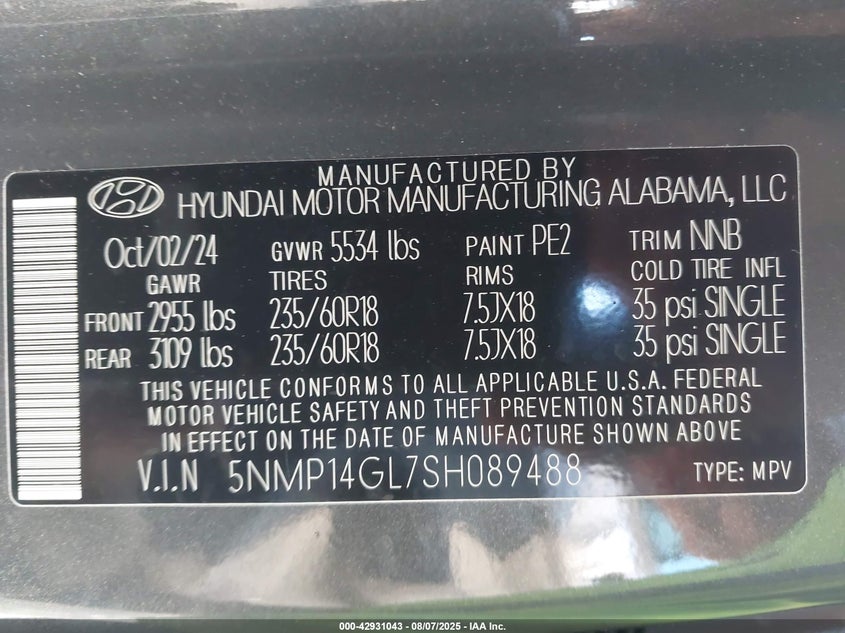 MANUFACTURED BY
HYUNDAI MOTOR MANUFACTURING ALABAMA, LLC
Oct/02/24 GVWR 5534 lbs PAINT PE2 TRIM NNB
GAWR TIRES RIMS COLD TIRE INFL
FRONT 2955 lbs 235/60R18 7.5JX18 35 psi SINGLE
REAR 3109 lbs 235/60R18 7.5JX18 35 psi SINGLE
THIS VEHICLE CONFORMS TO ALL APPLICABLE U.S.A. FEDERAL
MOTOR VEHICLE SAFETY AND THEFT PREVENTION STANDARDS
IN EFFECT ON THE DATE OF MANUFACTURE SHOWN ABOVE
V.I.N 5NMP14GL7SH089488 TYPE: MPV
000-42931043 - 08/07/2025 - IAA Inc.